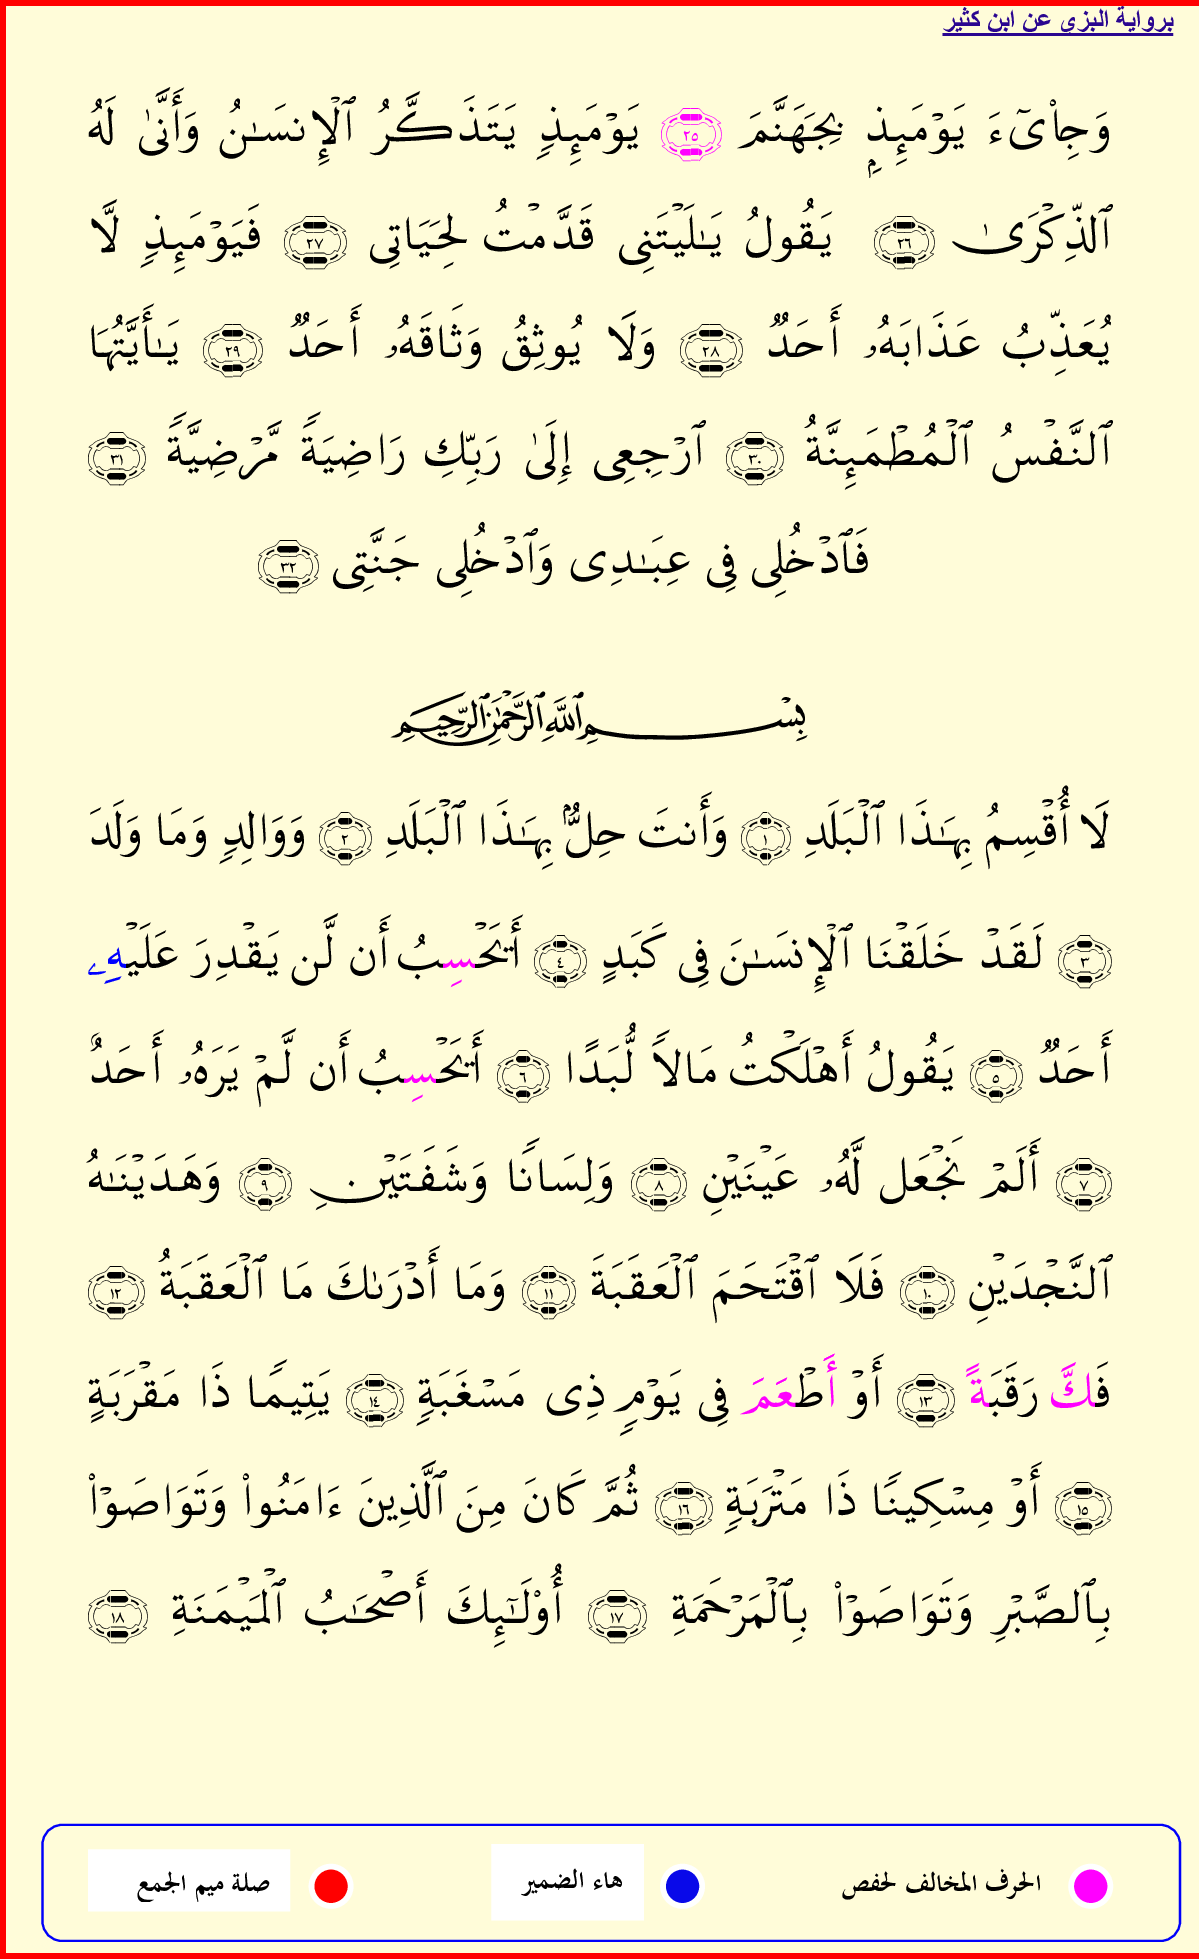 برواية البزي عن ابن كثير
وَجِا۟ىٓءَ يَوْمَئِذٍۭ بِجَهَنَّمَ ٢٥ يَوْمَئِذٍ يَتَذَكَّرُ ٱلْإِنسَـٰنُ وَأَنَّىٰ لَهُ
ٱلذِّكْرَىٰ ٢٦ يَقُولُ يَـٰلَيْتَنِى قَدَّمْتُ لِحَيَاتِى ٢٧ فَيَوْمَئِذٍ لَّا
يُعَذِّبُ عَذَابَهُۥ أَحَدٌ ٢٨ وَلَا يُوثِقُ وَثَاقَهُۥ أَحَدٌ ٢٩ يَـٰأَيَّتُهَا
ٱلنَّفْسُ ٱلْمُطْمَئِنَّةُ ٣٠ ٱرْجِعِى إِلَىٰ رَبِّكِ رَاضِيَةً مَّرْضِيَّةً ٣١
فَٱدْخُلِى فِى عِبَـٰدِى وَٱدْخُلِى جَنَّتِى ٣٢
بِسْمِ ٱللَّهِ ٱلرَّحْمَـٰنِ ٱلرَّحِيمِ
لَا أُقْسِمُ بِهَـٰذَا ٱلْبَلَدِ ١ وَأَنتَ حِلٌّۢ بِهَـٰذَا ٱلْبَلَدِ ٢ وَوَالِدٍ وَمَا وَلَدَ
٣ لَقَدْ خَلَقْنَا ٱلْإِنسَـٰنَ فِى كَبَدٍ ٤ أَيَحْسِبُ أَن لَّن يَقْدِرَ عَلَيْهِۦ
أَحَدٌ ٥ يَقُولُ أَهْلَكْتُ مَالاً لُّبَدًا ٦ أَيَحْسِبُ أَن لَّمْ يَرَهُۥ أَحَدٌ
٧ أَلَمْ نَجْعَل لَّهُۥ عَيْنَيْنِ ٨ وَلِسَانًا وَشَفَتَيْنِ ٩ وَهَدَيْنَـٰهُ
ٱلنَّجْدَيْنِ ١٠ فَلَا ٱقْتَحَمَ ٱلْعَقَبَةَ ١١ وَمَا أَدْرَىٰكَ مَا ٱلْعَقَبَةُ ١٢
فَكَّ رَقَبَةً ١٣ أَوْ أَطْعَمَ فِى يَوْمٍ ذِى مَسْغَبَةٍ ١٤ يَتِيمًا ذَا مَقْرَبَةٍ
١٥ أَوْ مِسْكِينًا ذَا مَتْرَبَةٍ ١٦ ثُمَّ كَانَ مِنَ ٱلَّذِينَ ءَامَنُوا۟ وَتَوَاصَوْا۟
بِٱلصَّبْرِ وَتَوَاصَوْا۟ بِٱلْمَرْحَمَةِ ١٧ أُو۟لَـٰٓئِكَ أَصْحَـٰبُ ٱلْمَيْمَنَةِ ١٨
الحرف المخالف لحفص هاء الضمير صلة ميم الجمع